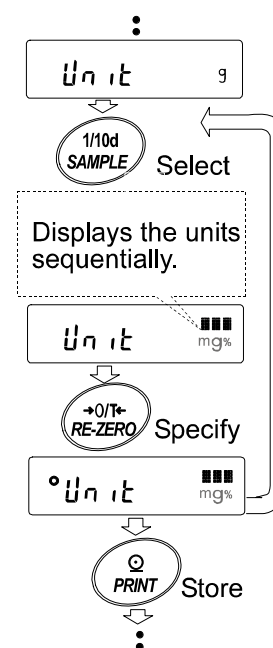 Unit g
1/10d
SAMPLE Select
Displays the units
sequentially.
Unit mg%
→0/T←
RE-ZERO Specify
°Unit mg%
PRINT Store